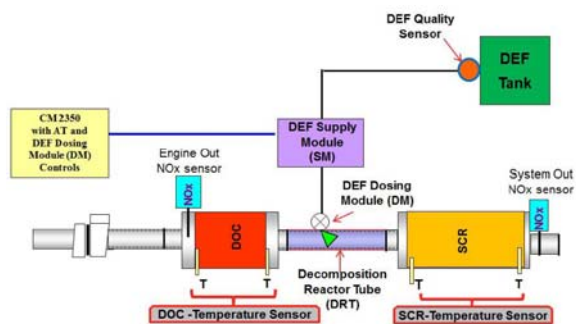 DEF Quality
Sensor
DEF
Tank
CM2350
with AT and
DEF Dosing
Module (DM)
Controls
DEF Supply
Module
(SM)
Engine Out
NOx sensor
NOx
DEF Dosing
Module (DM)
System Out
NOx sensor
NOx
DOC
SCR
T
T
Decomposition
Reactor Tube
(DRT)
T
T
DOC -Temperature Sensor
SCR-Temperature Sensor